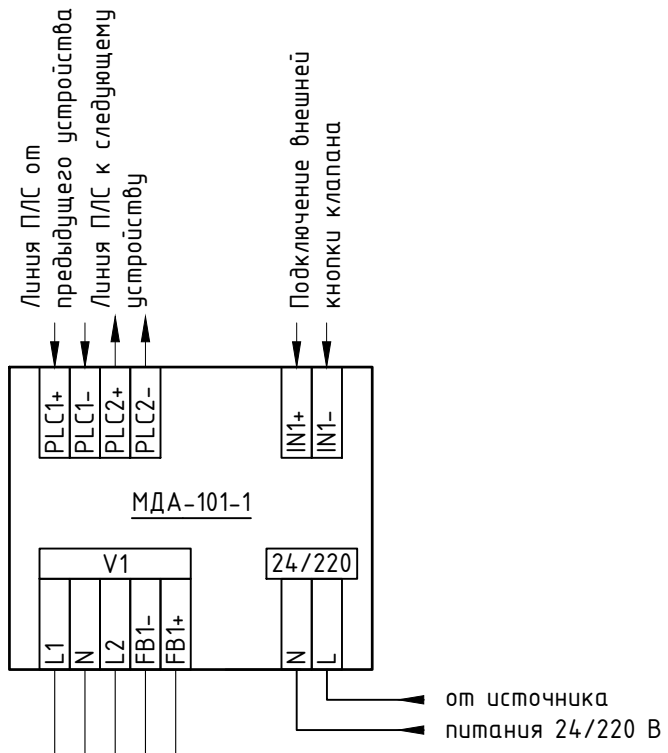 Линия ПЛС от
предыдущего устройства
Линия ПЛС к следующему
устройству
Подключение внешней
кнопки клапана
PLC1+
PLC1-
PLC2+
PLC2-
IN1+
IN1-
МДА-101-1
V1
24/220
L1
N
L2
FB1-
FB1+
N
L
от источника
питания 24/220 В